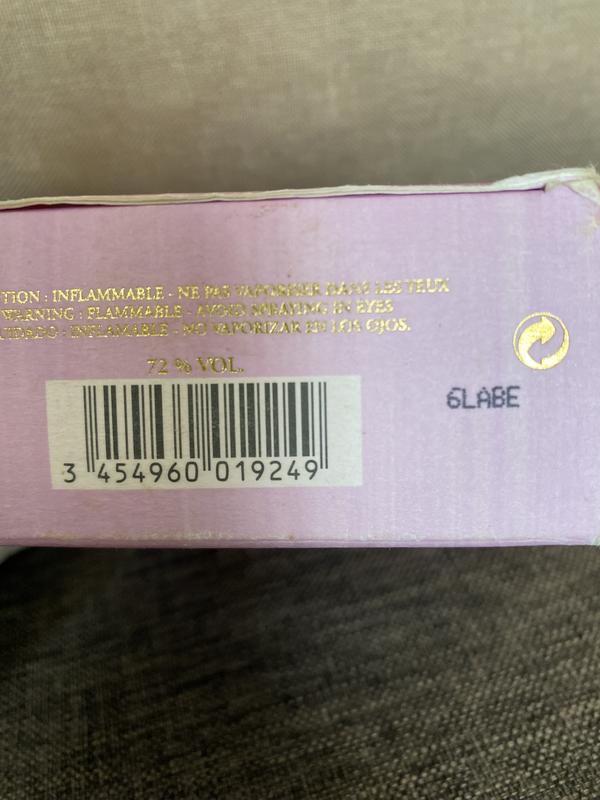 TION : INFLAMMABLE - NE PAS VAPORISER DANS LES YEUX
WARNING : FLAMMABLE - AVOID SPRAYING IN EYES
UIDADO : INFLAMABLE - NO VAPORIZAR EN LOS OJOS.
72 % VOL.
6LABE
3 454960 019249